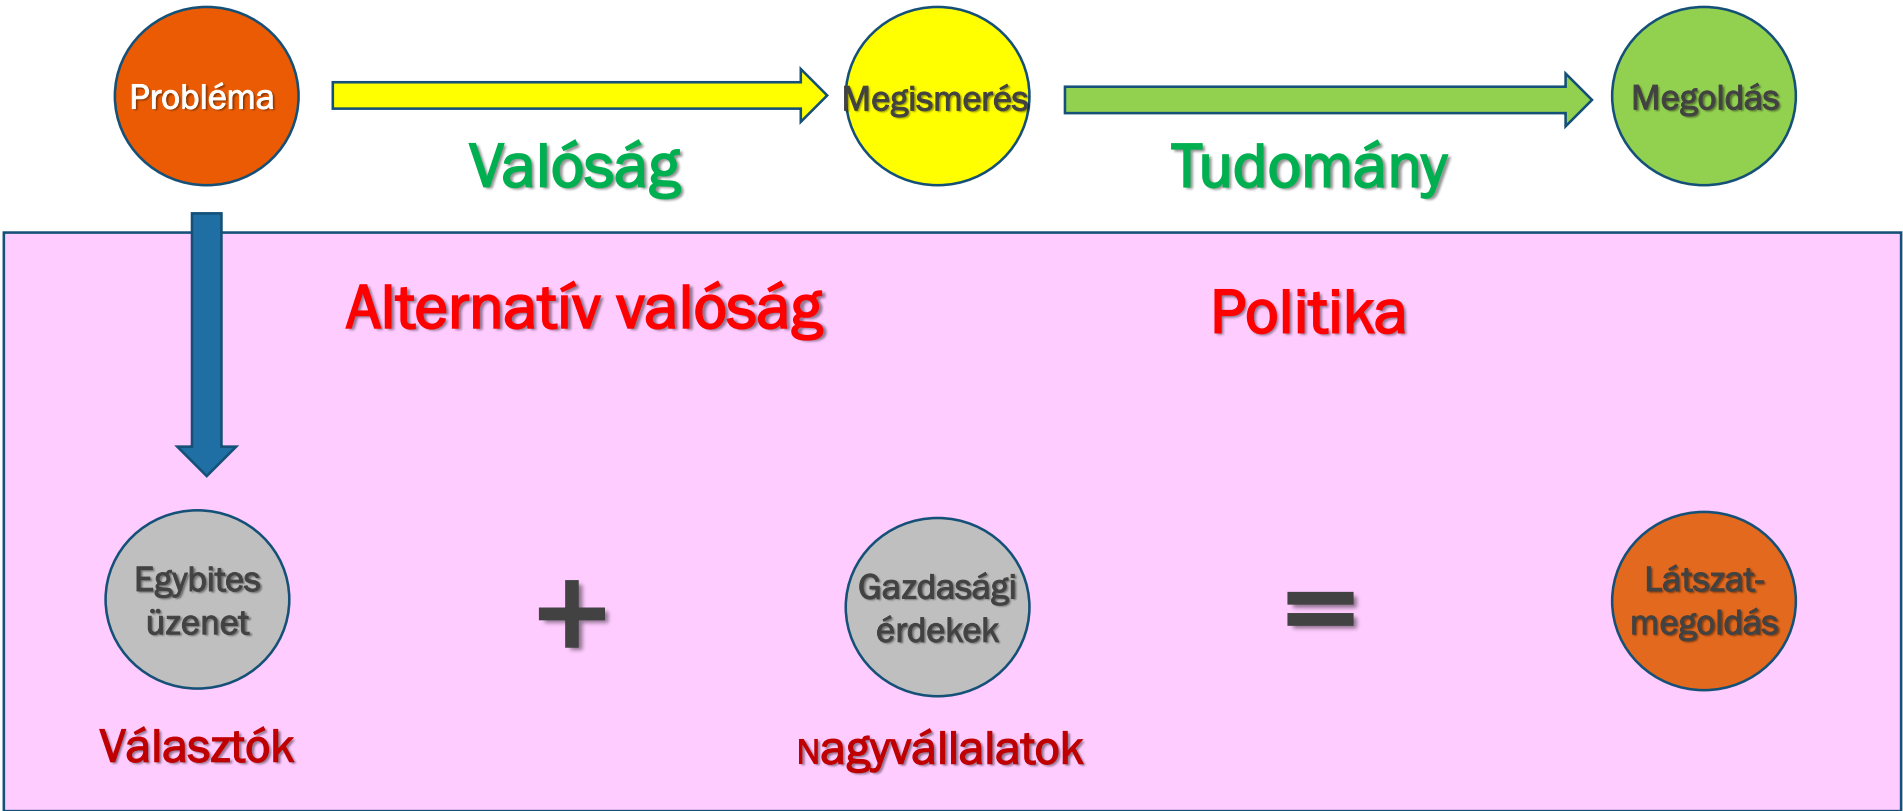 Probléma
Megismerés
Megoldás
Valóság
Tudomány
Alternatív valóság
Politika
Egybites
üzenet
+
Gazdasági
érdekek
=
Látszat-
megoldás
Választók
Nagyvállalatok